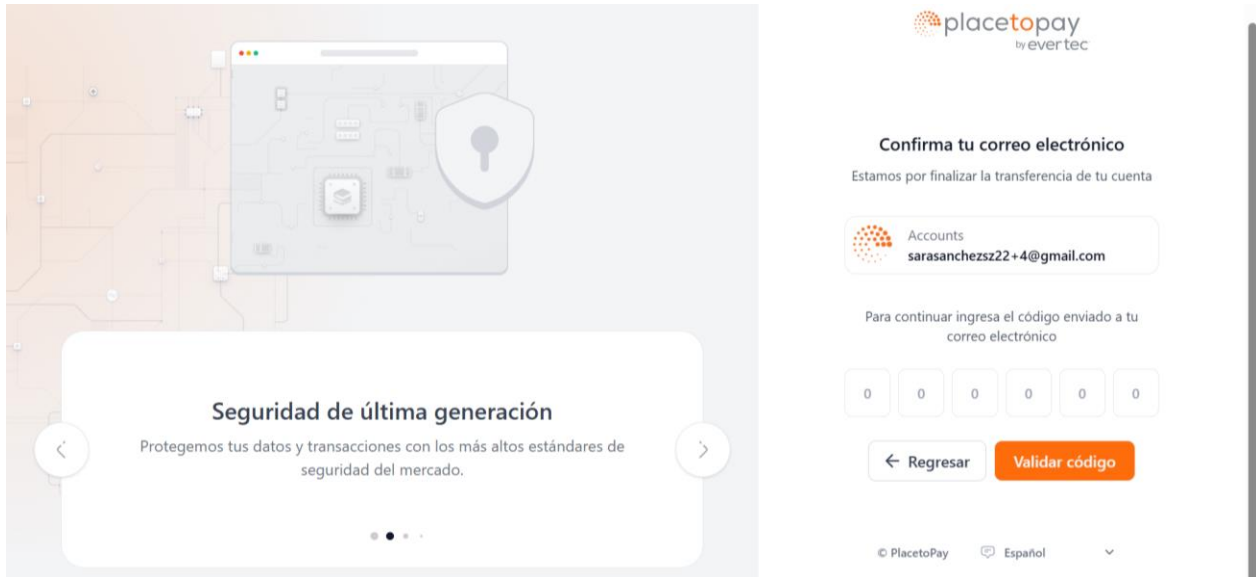 placetopay
by evertec
Confirma tu correo electrónico
Estamos por finalizar la transferencia de tu cuenta
Accounts
sarasanchezsz22+4@gmail.com
Para continuar ingresa el código enviado a tu
correo electrónico
0 0 0 0 0 0
← Regresar Validar código
© PlacetoPay Español
Seguridad de última generación
Protegemos tus datos y transacciones con los más altos estándares de
seguridad del mercado.